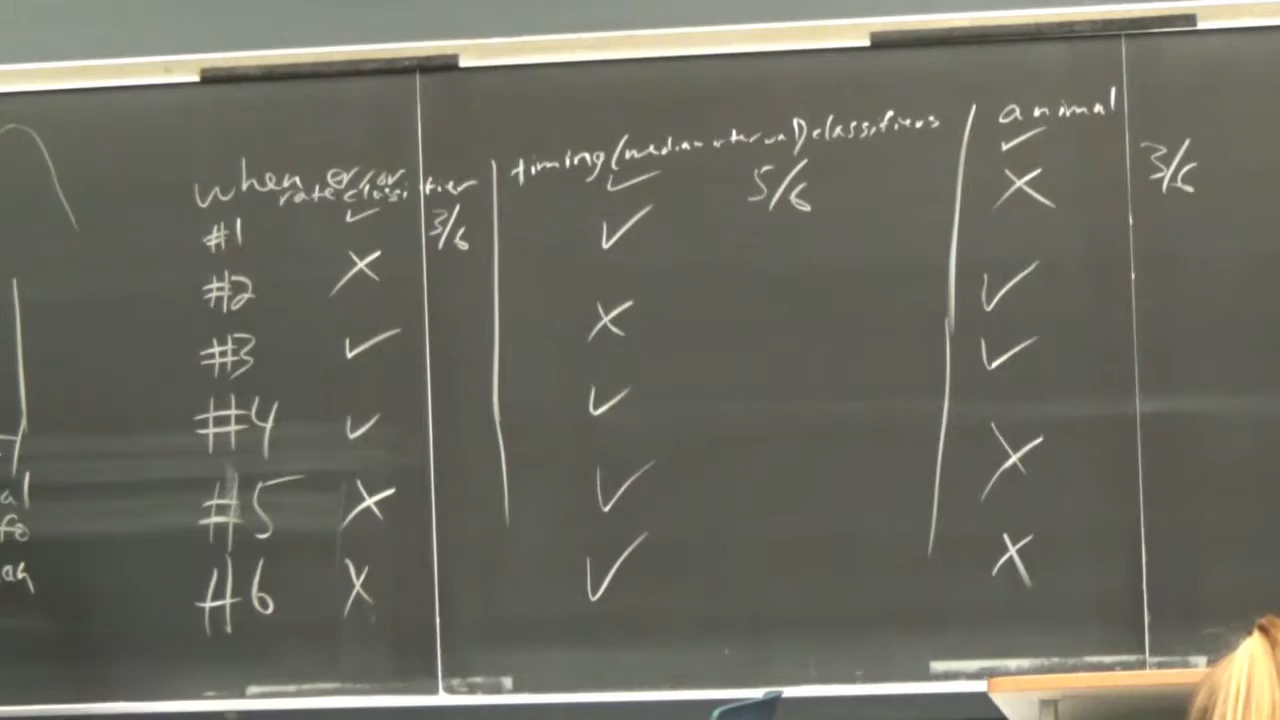 when error
rate classifier
timing (median interval) classifiers
animal
#1 ✓ 3/6 ✓ 5/6 ✓ 3/6
#2 X ✓ X
#3 ✓ X ✓
#4 ✓ ✓ ✓
#5 X ✓ X
#6 X ✓ X
al
fo